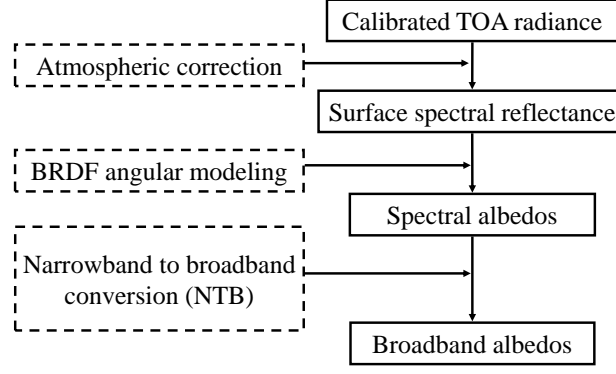 Calibrated TOA radiance
Atmospheric correction
Surface spectral reflectance
BRDF angular modeling
Spectral albedos
Narrowband to broadband
conversion (NTB)
Broadband albedos